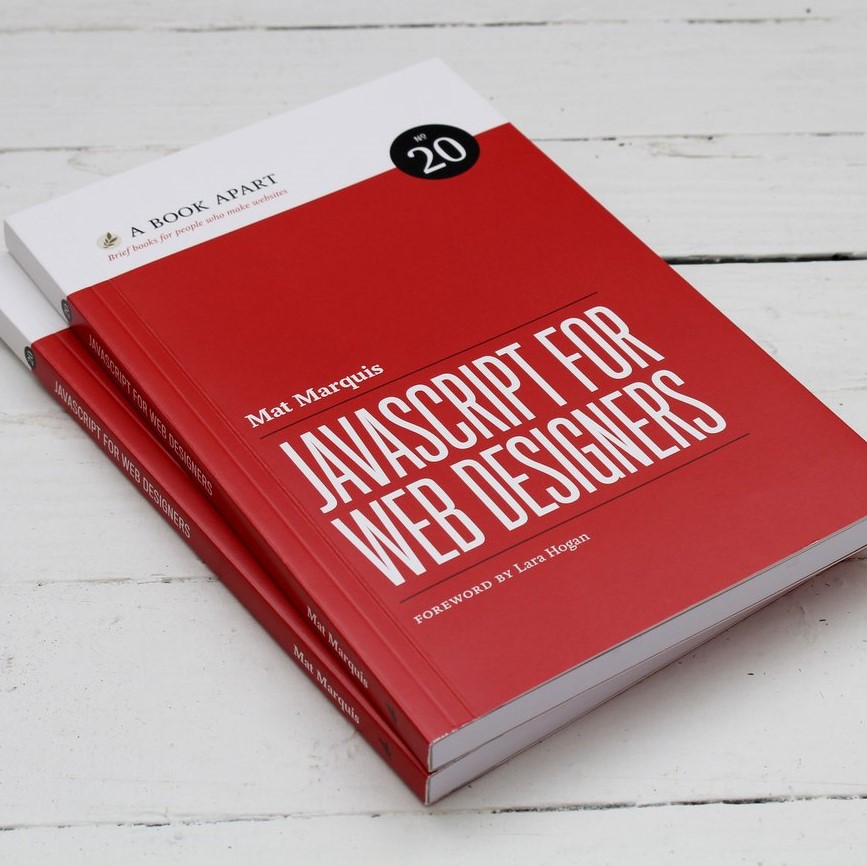 Nº
20
A BOOK APART
Brief books for people who make websites
Mat Marquis
JAVASCRIPT FOR
WEB DESIGNERS
FOREWORD BY Lara Hogan
JAVASCRIPT FOR WEB DESIGNERS
Mat Marquis
20
JAVASCRIPT FOR WEB DESIGNERS
Mat Marquis